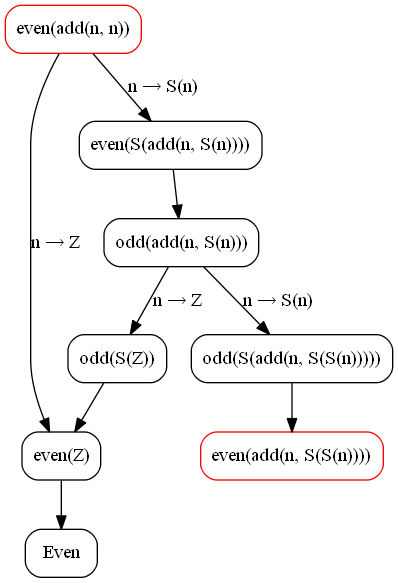 even(add(n, n))
n → S(n)
even(S(add(n, S(n))))
n → Z
odd(add(n, S(n)))
n → Z
n → S(n)
odd(S(Z))
odd(S(add(n, S(S(n)))))
even(Z)
even(add(n, S(S(n))))
Even